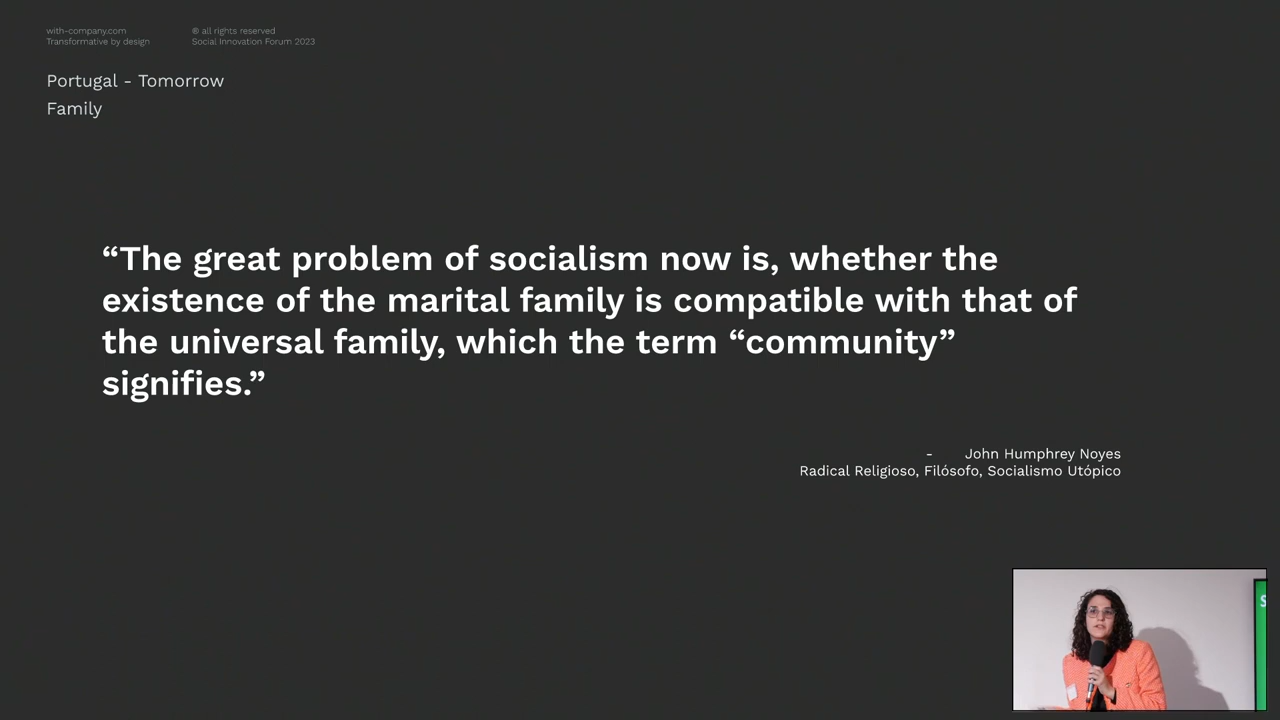 with-company.com
Transformative by design
® all rights reserved
Social Innovation Forum 2023
Portugal - Tomorrow
Family
“The great problem of socialism now is, whether the
existence of the marital family is compatible with that of
the universal family, which the term “community”
signifies.”
- John Humphrey Noyes
Radical Religioso, Filósofo, Socialismo Utópico
S